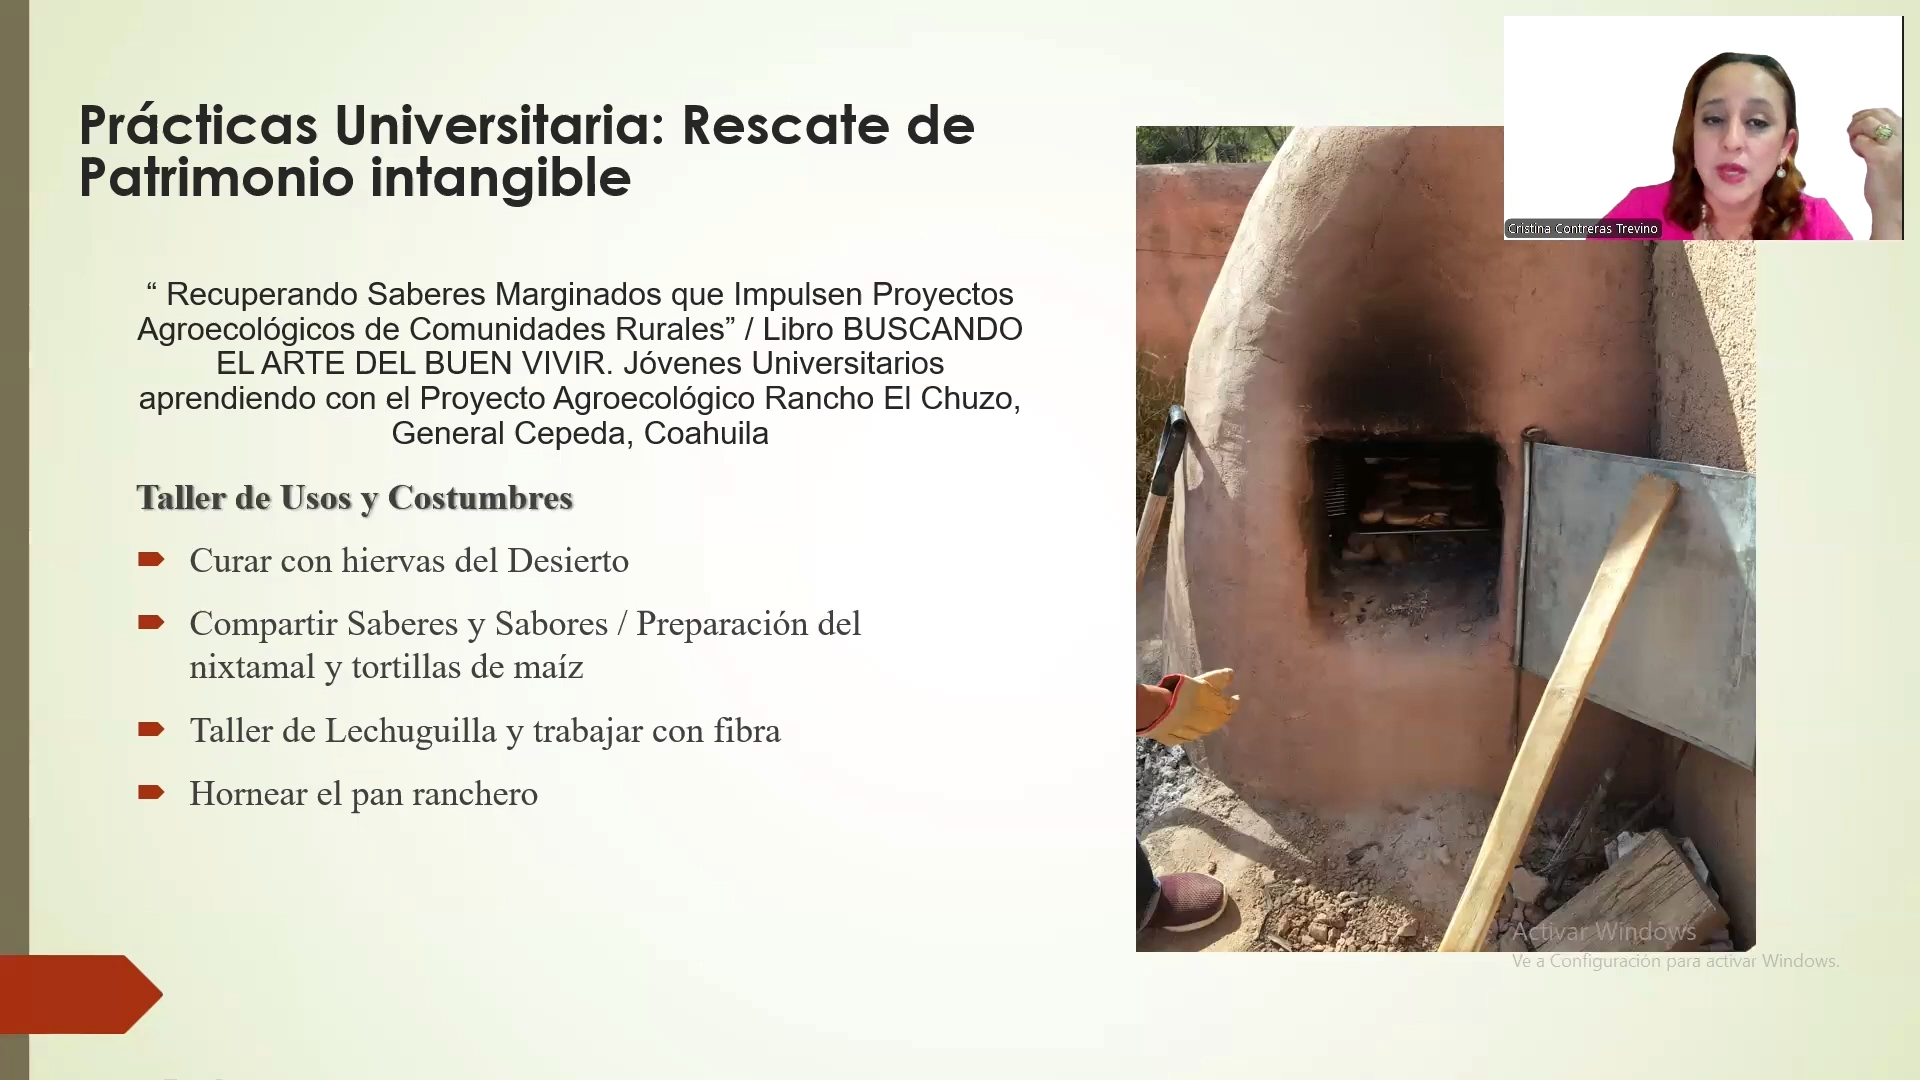 Prácticas Universitaria: Rescate de
Patrimonio intangible
“ Recuperando Saberes Marginados que Impulsen Proyectos
Agroecológicos de Comunidades Rurales” / Libro BUSCANDO
EL ARTE DEL BUEN VIVIR. Jóvenes Universitarios
aprendiendo con el Proyecto Agroecológico Rancho El Chuzo,
General Cepeda, Coahuila
Taller de Usos y Costumbres
Curar con hiervas del Desierto
Compartir Saberes y Sabores / Preparación del
nixtamal y tortillas de maíz
Taller de Lechuguilla y trabajar con fibra
Hornear el pan ranchero
Cristina Contreras Trevino
Activar Windows
Ve a Configuración para activar Windows.